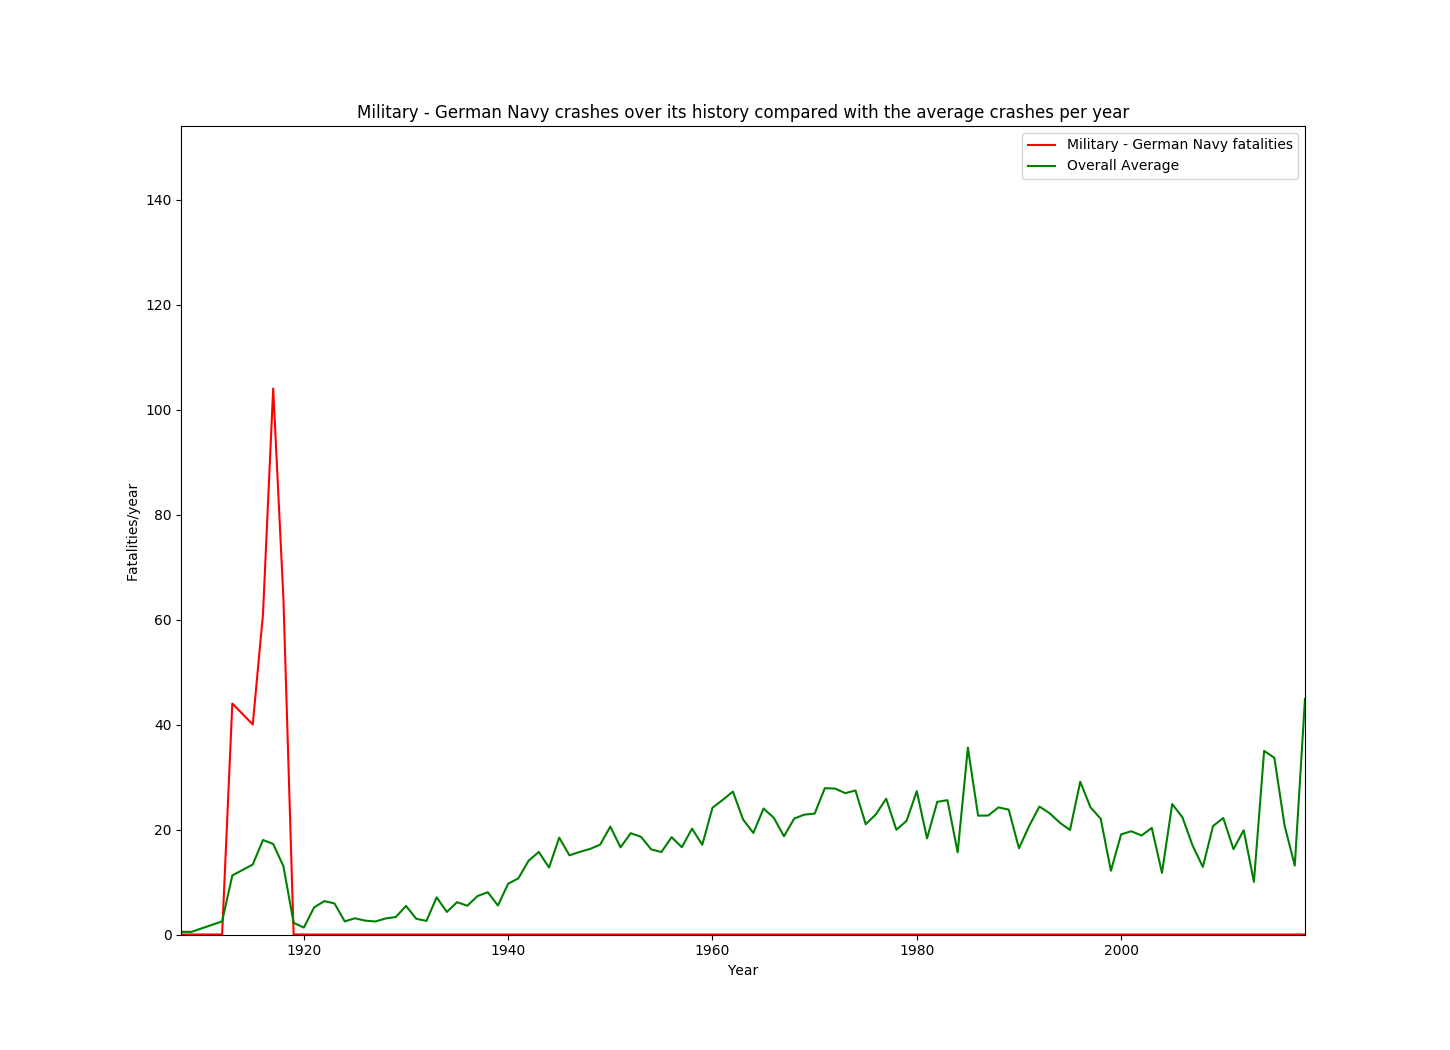 Military - German Navy crashes over its history compared with the average crashes per year
Military - German Navy fatalities
Overall Average
140
120
100
80
60
40
20
0
Fatalities/year
1920 1940 1960 1980 2000
Year